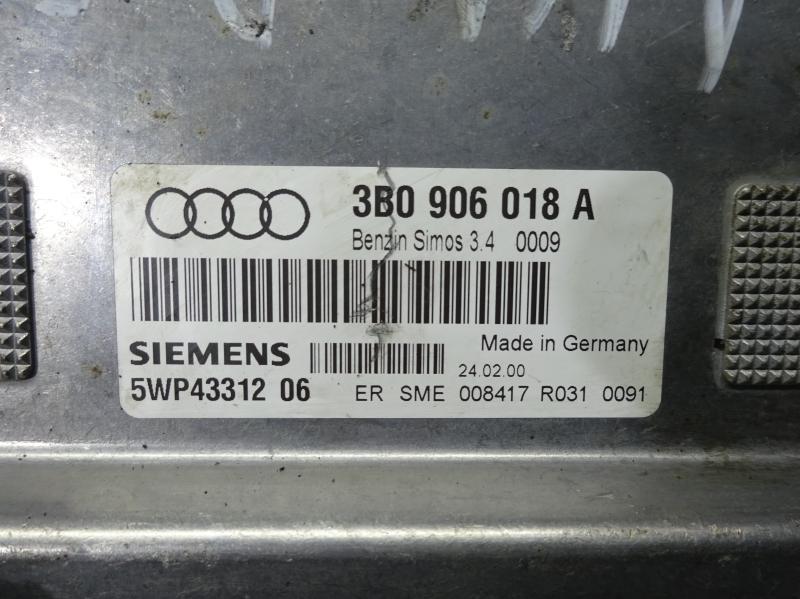 3B0 906 018 A
Benzin Simos 3.4 0009
SIEMENS
Made in Germany
24.02.00
5WP43312 06
ER SME 008417 R031 0091